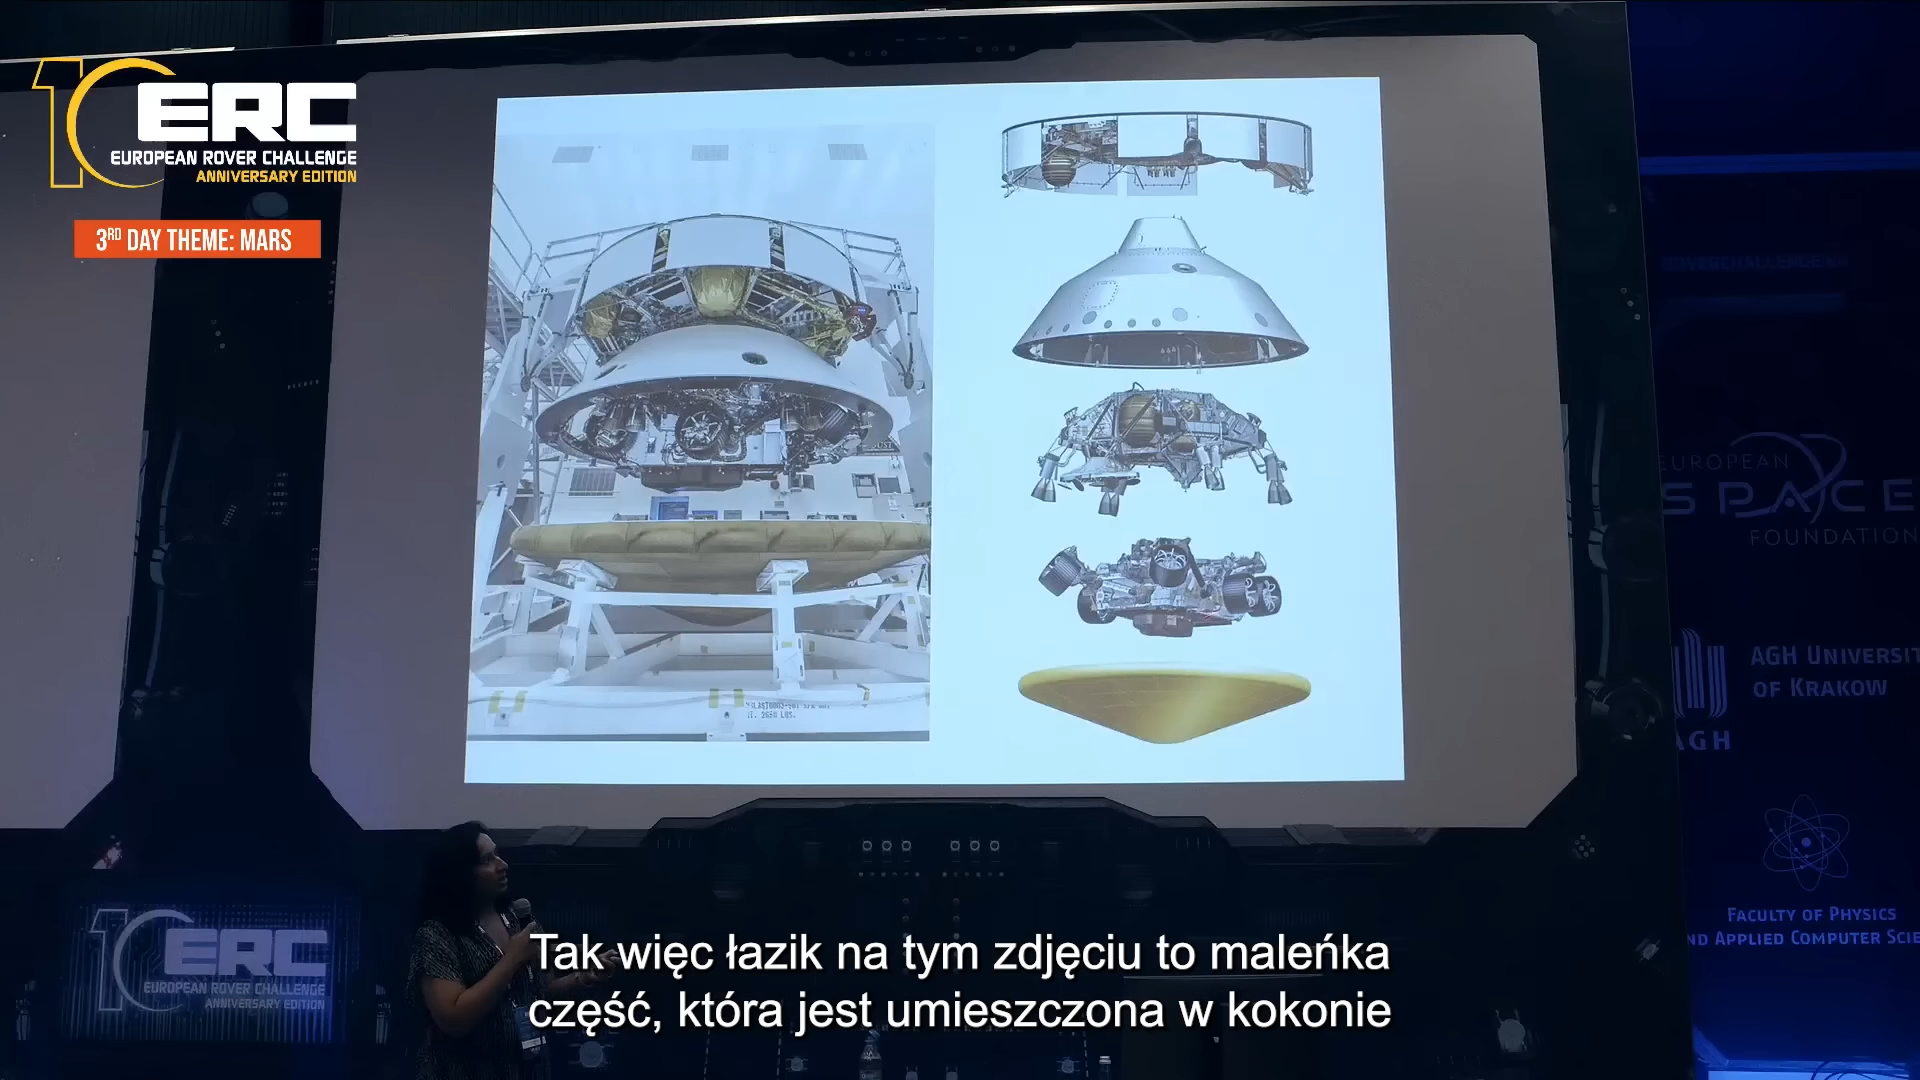 10 ERC
EUROPEAN ROVER CHALLENGE
ANNIVERSARY EDITION
3RD DAY THEME: MARS
EUROPEAN
SPACE
FOUNDATION
AGH UNIVERSIT
OF KRAKOW
AGH
FACULTY OF PHYSICS
ND APPLIED COMPUTER SCIE
10 ERC
EUROPEAN ROVER CHALLENGE
ANNIVERSARY EDITION
Tak więc łazik na tym zdjęciu to maleńka
część, która jest umieszczona w kokonie